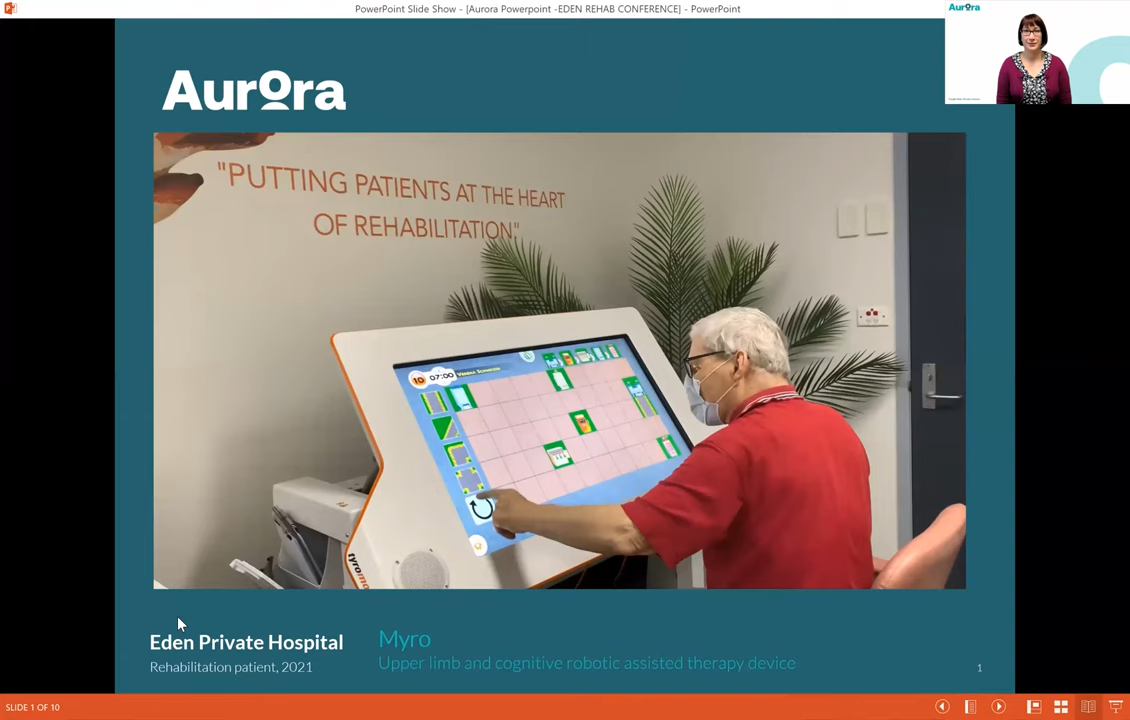 PowerPoint Slide Show - [Aurora Powerpoint -EDEN REHAB CONFERENCE] - PowerPoint
Aurora
Aurora
"PUTTING PATIENTS AT THE HEART
OF REHABILITATION."
10 07:00
tyromo
Eden Private Hospital
Rehabilitation patient, 2021
Myro
Upper limb and cognitive robotic assisted therapy device
1
SLIDE 1 OF 10